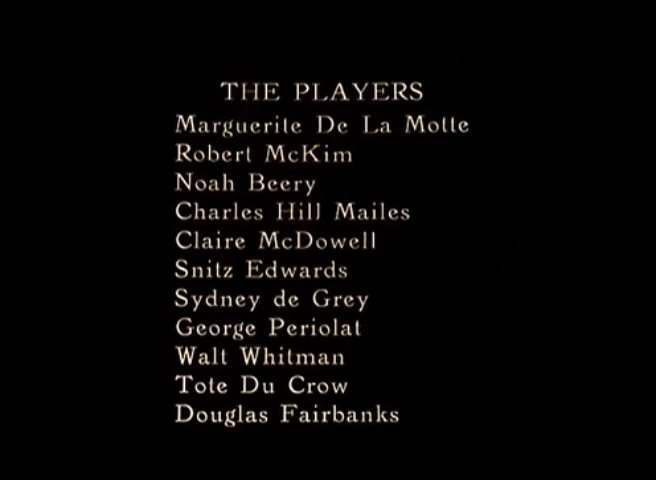 THE PLAYERS
Marguerite De La Motte
Robert McKim
Noah Beery
Charles Hill Mailes
Claire McDowell
Snitz Edwards
Sydney de Grey
George Periolat
Walt Whitman
Tote Du Crow
Douglas Fairbanks